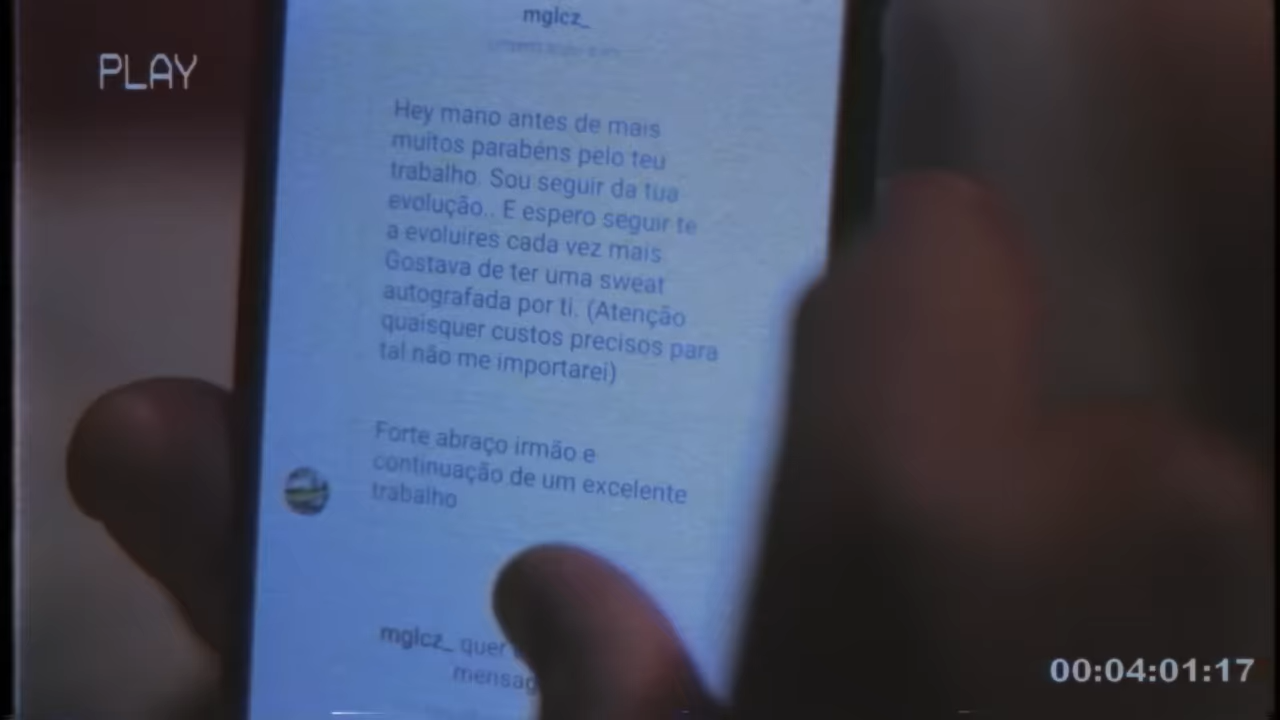 mglcz_
PLAY
Hey mano antes de mais
muitos parabéns pelo teu
trabalho. Sou seguir da tua
evolução.. E espero seguir te
a evoluires cada vez mais.
Gostava de ter uma sweat
autografada por ti. (Atenção
quaisquer custos precisos para
tal não me importarei)
Forte abraço irmão e
continuação de um excelente
trabalho
mglcz_ quer
mensag
00:04:01:17